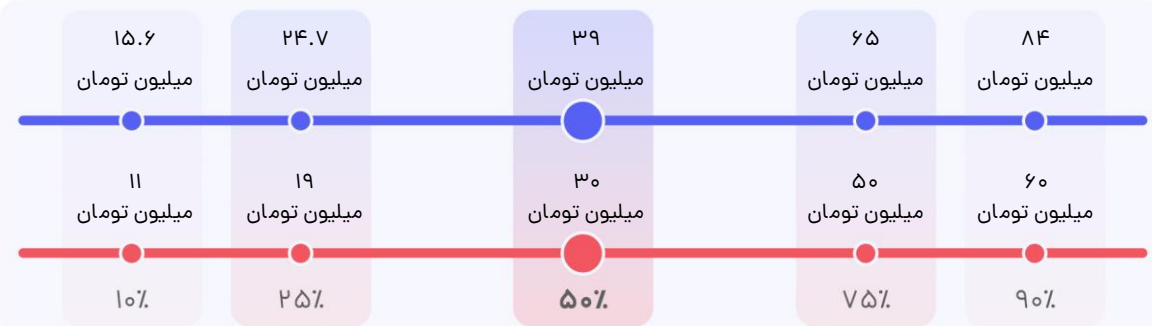 ۱۵.۶ ۲۴.۷ ۳۹ ۶۵ ۸۴
میلیون تومان میلیون تومان میلیون تومان میلیون تومان میلیون تومان
۱۱ ۱۹ ۳۰ ۵۰ ۶۰
میلیون تومان میلیون تومان میلیون تومان میلیون تومان میلیون تومان
۱۰٪ ۲۵٪ ۵۰٪ ۷۵٪ ۹۰٪